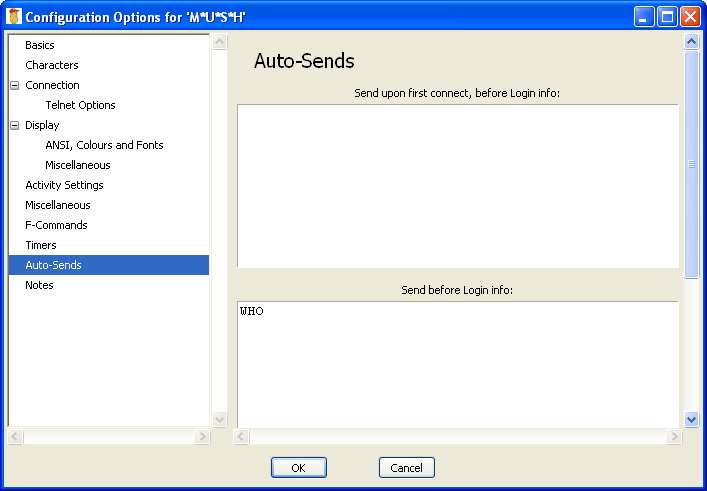 Configuration Options for 'M*U*S*H'
Basics
Characters
Connection
Telnet Options
Display
ANSI, Colours and Fonts
Miscellaneous
Activity Settings
Miscellaneous
F-Commands
Timers
Auto-Sends
Notes
Auto-Sends
Send upon first connect, before Login info:
Send before Login info:
WHO
OK
Cancel